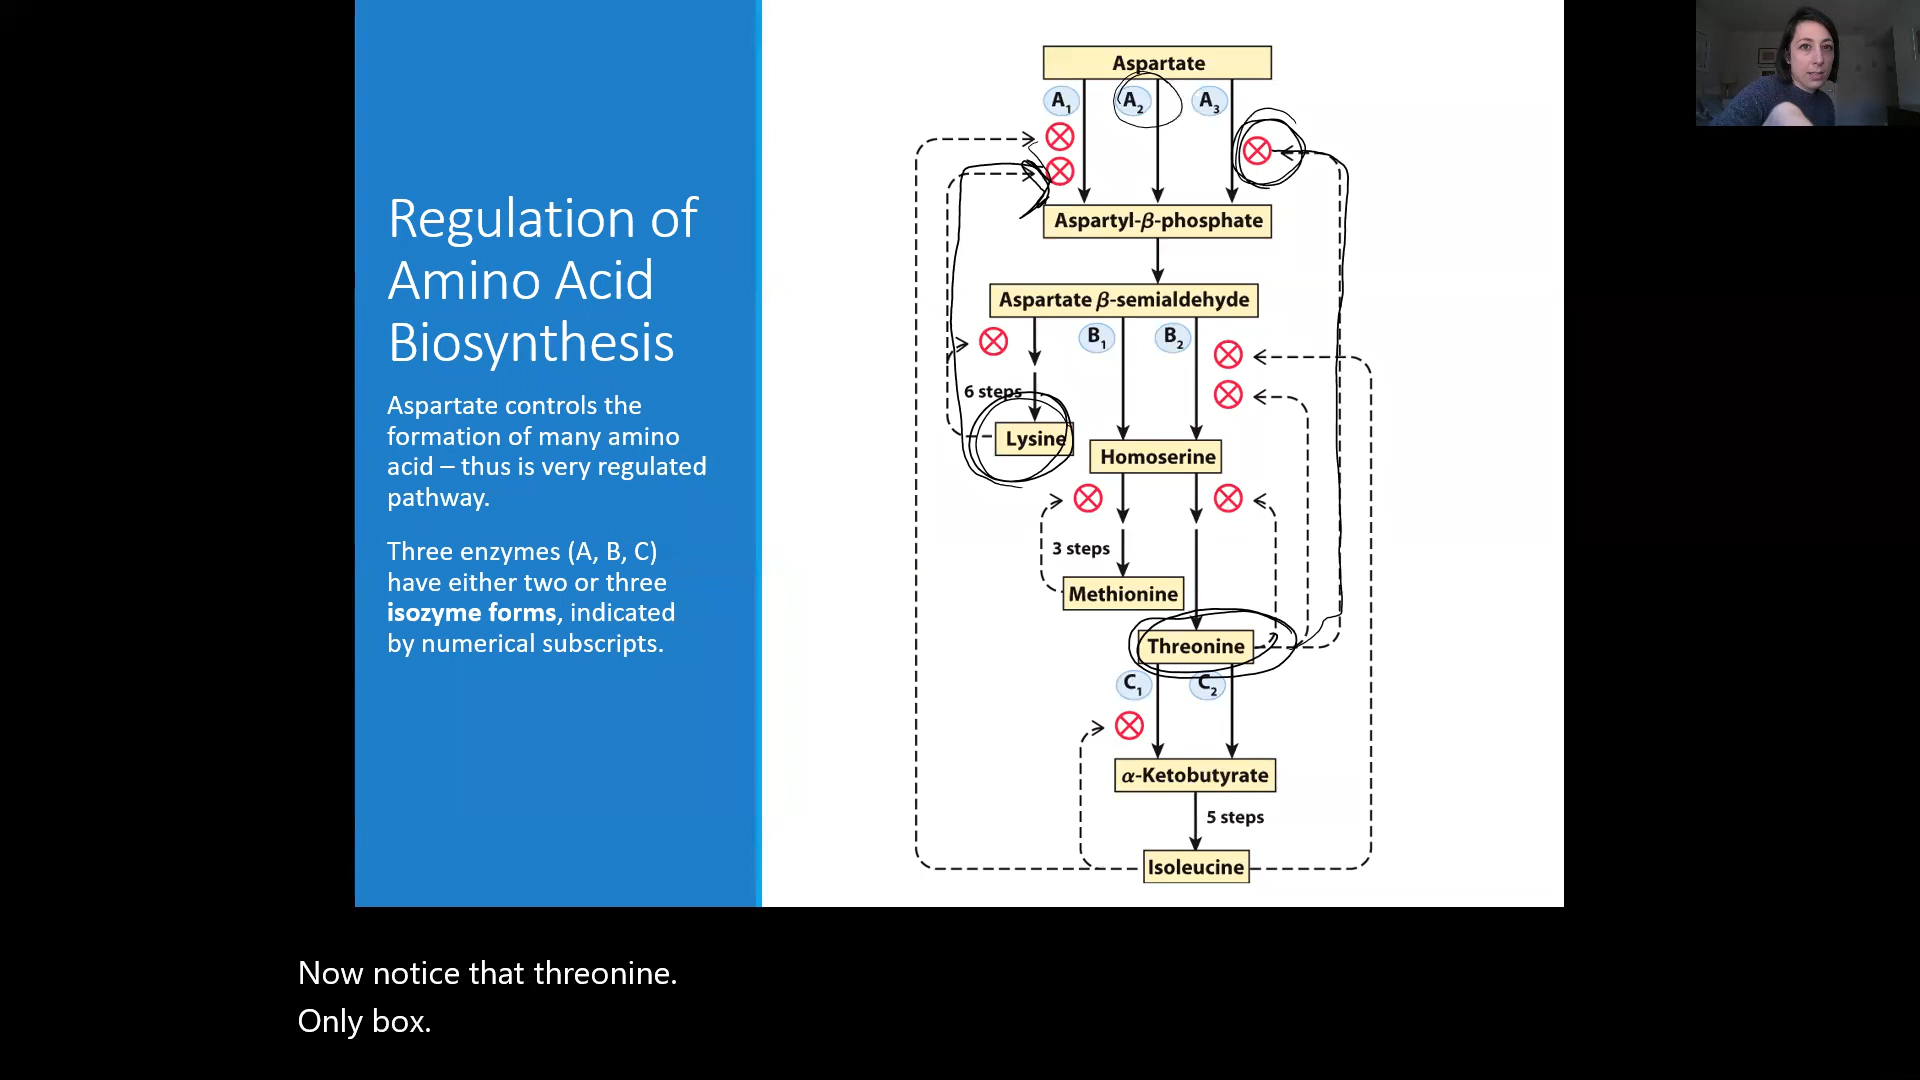 Regulation of
Amino Acid
Biosynthesis
Aspartate controls the
formation of many amino
acid – thus is very regulated
pathway.
Three enzymes (A, B, C)
have either two or three
isozyme forms, indicated
by numerical subscripts.
Aspartate
A₁ A₂ A₃
Aspartyl-β-phosphate
Aspartate β-semialdehyde
B₁ B₂
6 steps
Lysine
Homoserine
3 steps
Methionine
Threonine
C₁ C₂
α-Ketobutyrate
5 steps
Isoleucine
Now notice that threonine.
Only box.